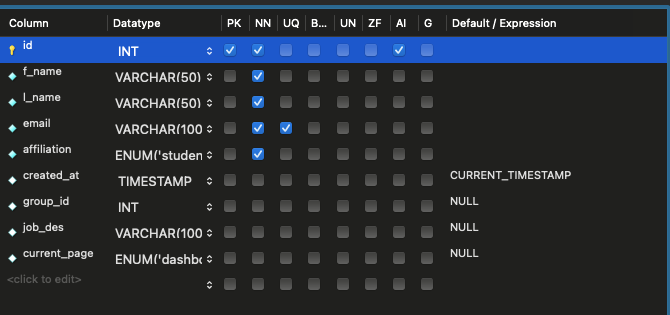 Column Datatype PK NN UQ B... UN ZF AI G Default / Expression
id INT
f_name VARCHAR(50)
l_name VARCHAR(50)
email VARCHAR(100
affiliation ENUM('studen
created_at TIMESTAMP CURRENT_TIMESTAMP
group_id INT NULL
job_des VARCHAR(100 NULL
current_page ENUM('dashbo NULL
<click to edit>